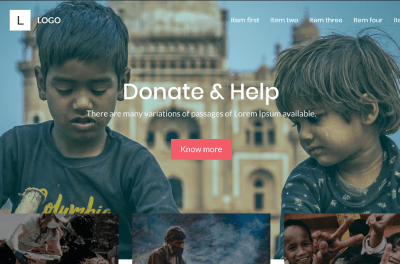 L LOGO Item first Item two Item three Item four
Donate & Help
There are many variations of passages of Lorem Ipsum available.
Know more
Columbia